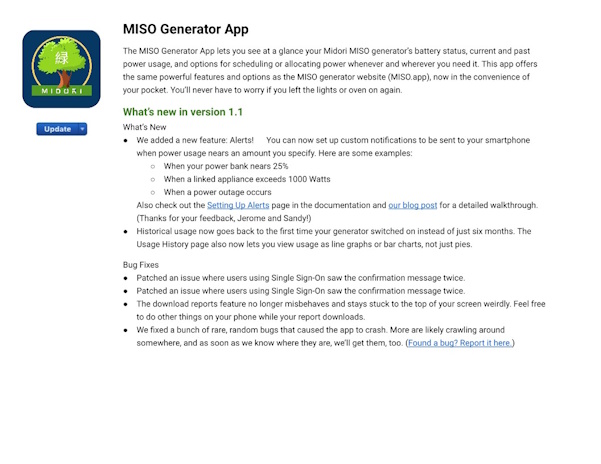 MISO Generator App
緑
MIDORI
Update
The MISO Generator App lets you see at a glance your Midori MISO generator's battery status, current and past
power usage, and options for scheduling or allocating power whenever and wherever you need it. This app offers
the same powerful features and options as the MISO generator website (MISO.app), now in the convenience of
your pocket. You'll never have to worry if you left the lights or oven on again.
What's new in version 1.1
What's New
● We added a new feature: Alerts! You can now set up custom notifications to be sent to your smartphone
when power usage nears an amount you specify. Here are some examples:
○ When your power bank nears 25%
○ When a linked appliance exceeds 1000 Watts
○ When a power outage occurs
Also check out the Setting Up Alerts page in the documentation and our blog post for a detailed walkthrough.
(Thanks for your feedback, Jerome and Sandy!)
● Historical usage now goes back to the first time your generator switched on instead of just six months. The
Usage History page also now lets you view usage as line graphs or bar charts, not just pies.
Bug Fixes
● Patched an issue where users using Single Sign-On saw the confirmation message twice.
● Patched an issue where users using Single Sign-On saw the confirmation message twice.
● The download reports feature no longer misbehaves and stays stuck to the top of your screen weirdly. Feel free
to do other things on your phone while your report downloads.
● We fixed a bunch of rare, random bugs that caused the app to crash. More are likely crawling around
somewhere, and as soon as we know where they are, we'll get them, too. (Found a bug? Report it here.)